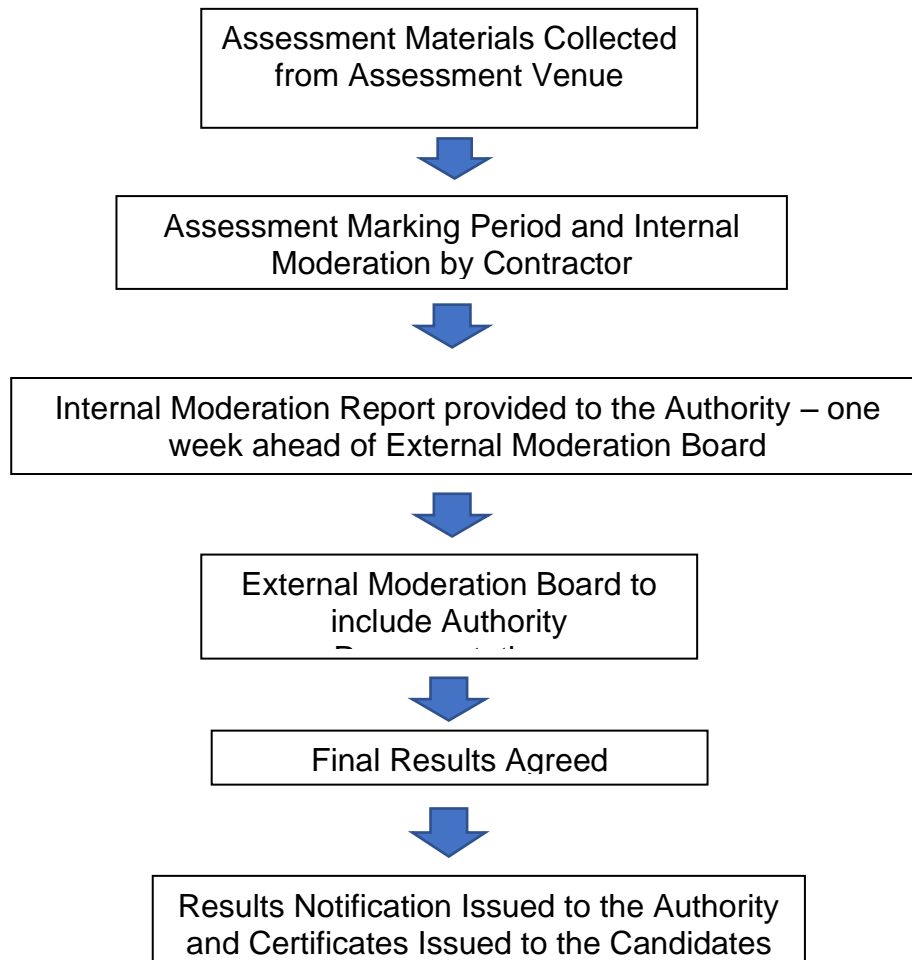 Assessment Materials Collected
from Assessment Venue
Assessment Marking Period and Internal
Moderation by Contractor
Internal Moderation Report provided to the Authority – one
week ahead of External Moderation Board
External Moderation Board to
include Authority
Final Results Agreed
Results Notification Issued to the Authority
and Certificates Issued to the Candidates